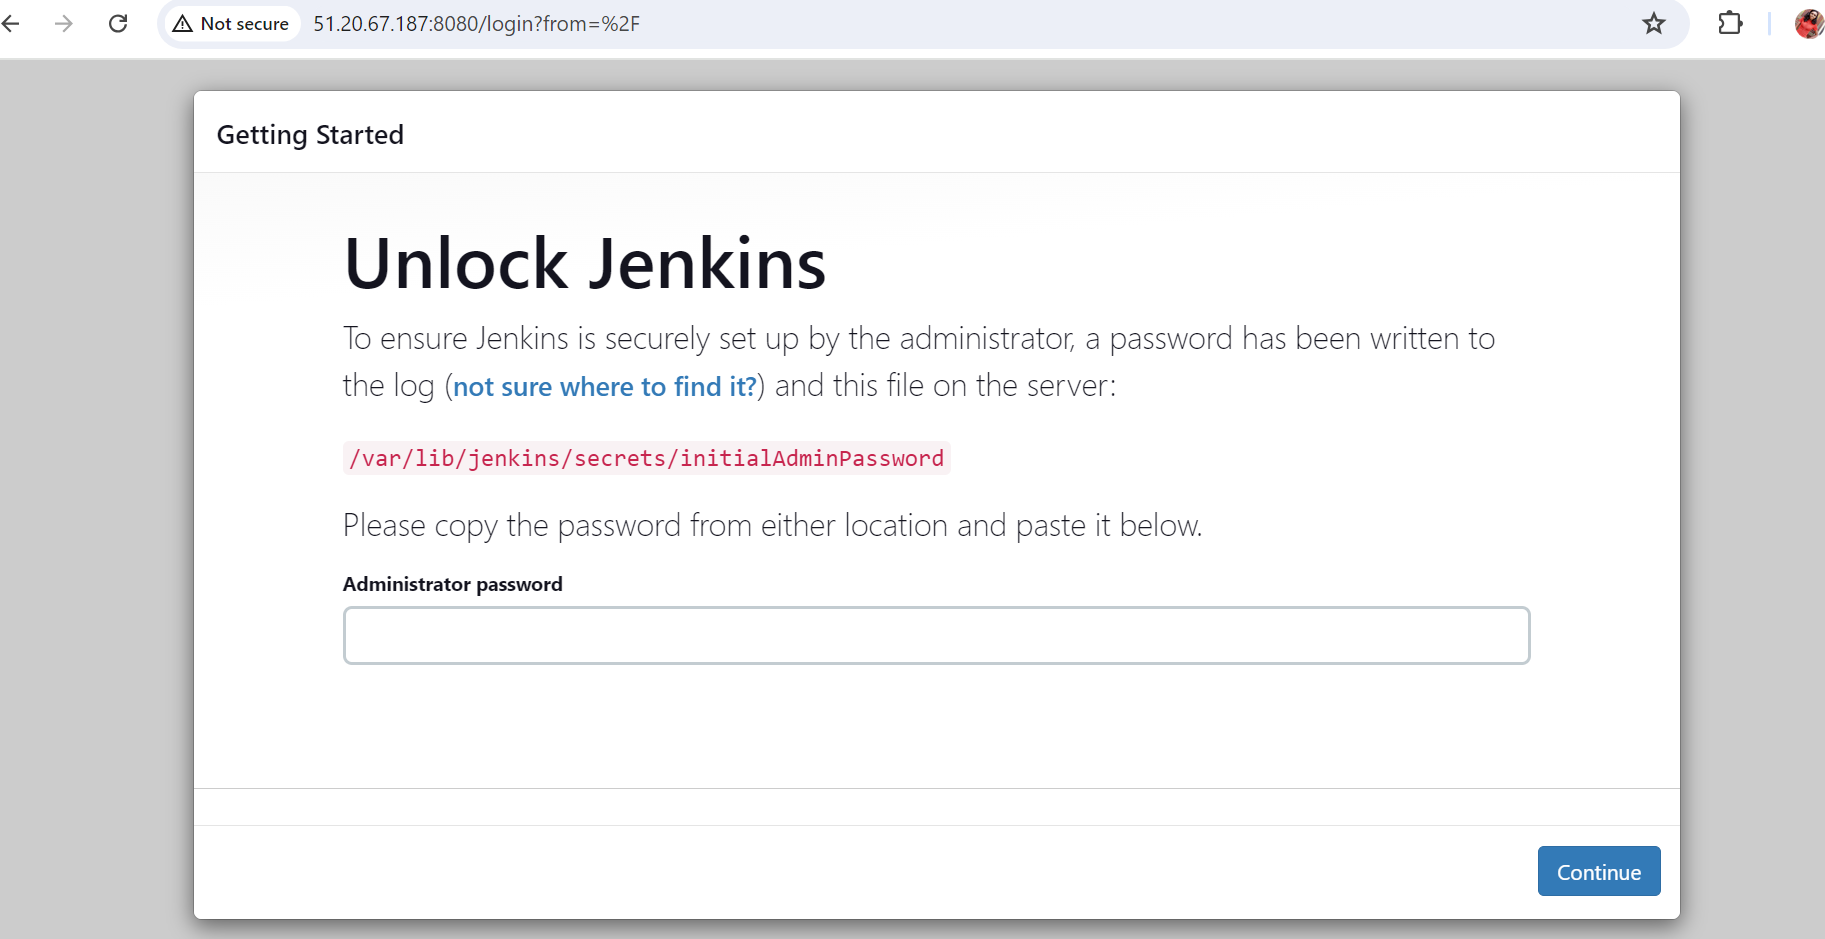 Not secure
51.20.67.187:8080/login?from=%2F
Getting Started
Unlock Jenkins
To ensure Jenkins is securely set up by the administrator, a password has been written to
the log (not sure where to find it?) and this file on the server:
/var/lib/jenkins/secrets/initialAdminPassword
Please copy the password from either location and paste it below.
Administrator password
Continue